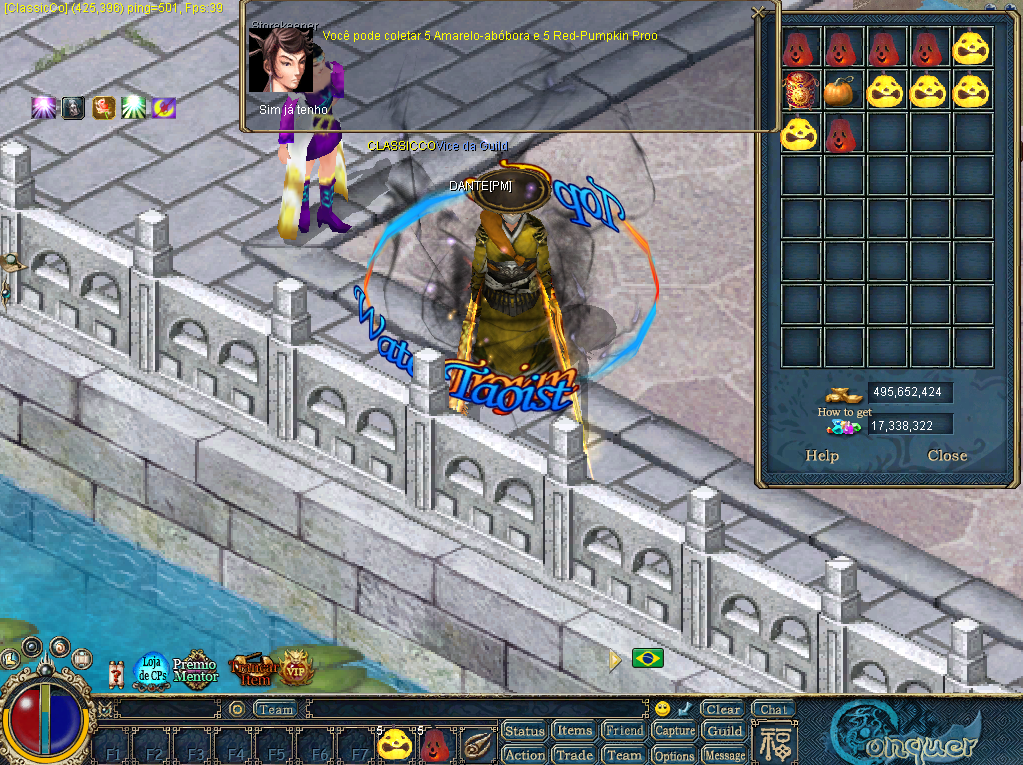 [ClassicCo] (425,396) ping=501, Fps:39
Storekeeper
Você pode coletar 5 Amarelo-abóbora e 5 Red-Pumpkin Proo
Sim já tenho
CLASSICCOVice da Guild
DANTE[PM]
Top
Taoist
495,652,424
How to get
17,338,322
Help Close
Loja de CPs
Prêmio Mentor
Item
VIP
Team Clear Chat
F1 F2 F3 F4 F5 F6 F7
Status Items Friend Capture Guild
Action Trade Team Options Message
福
Conquer